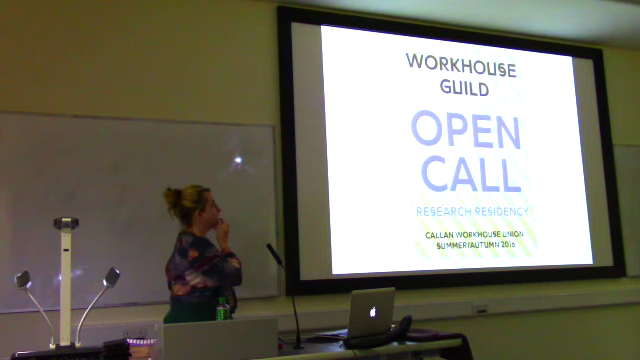 WORKHOUSE
GUILD
OPEN
CALL
RESEARCH RESIDENCY
CALLAN WORKHOUSE UNION
SUMMER/AUTUMN 2016